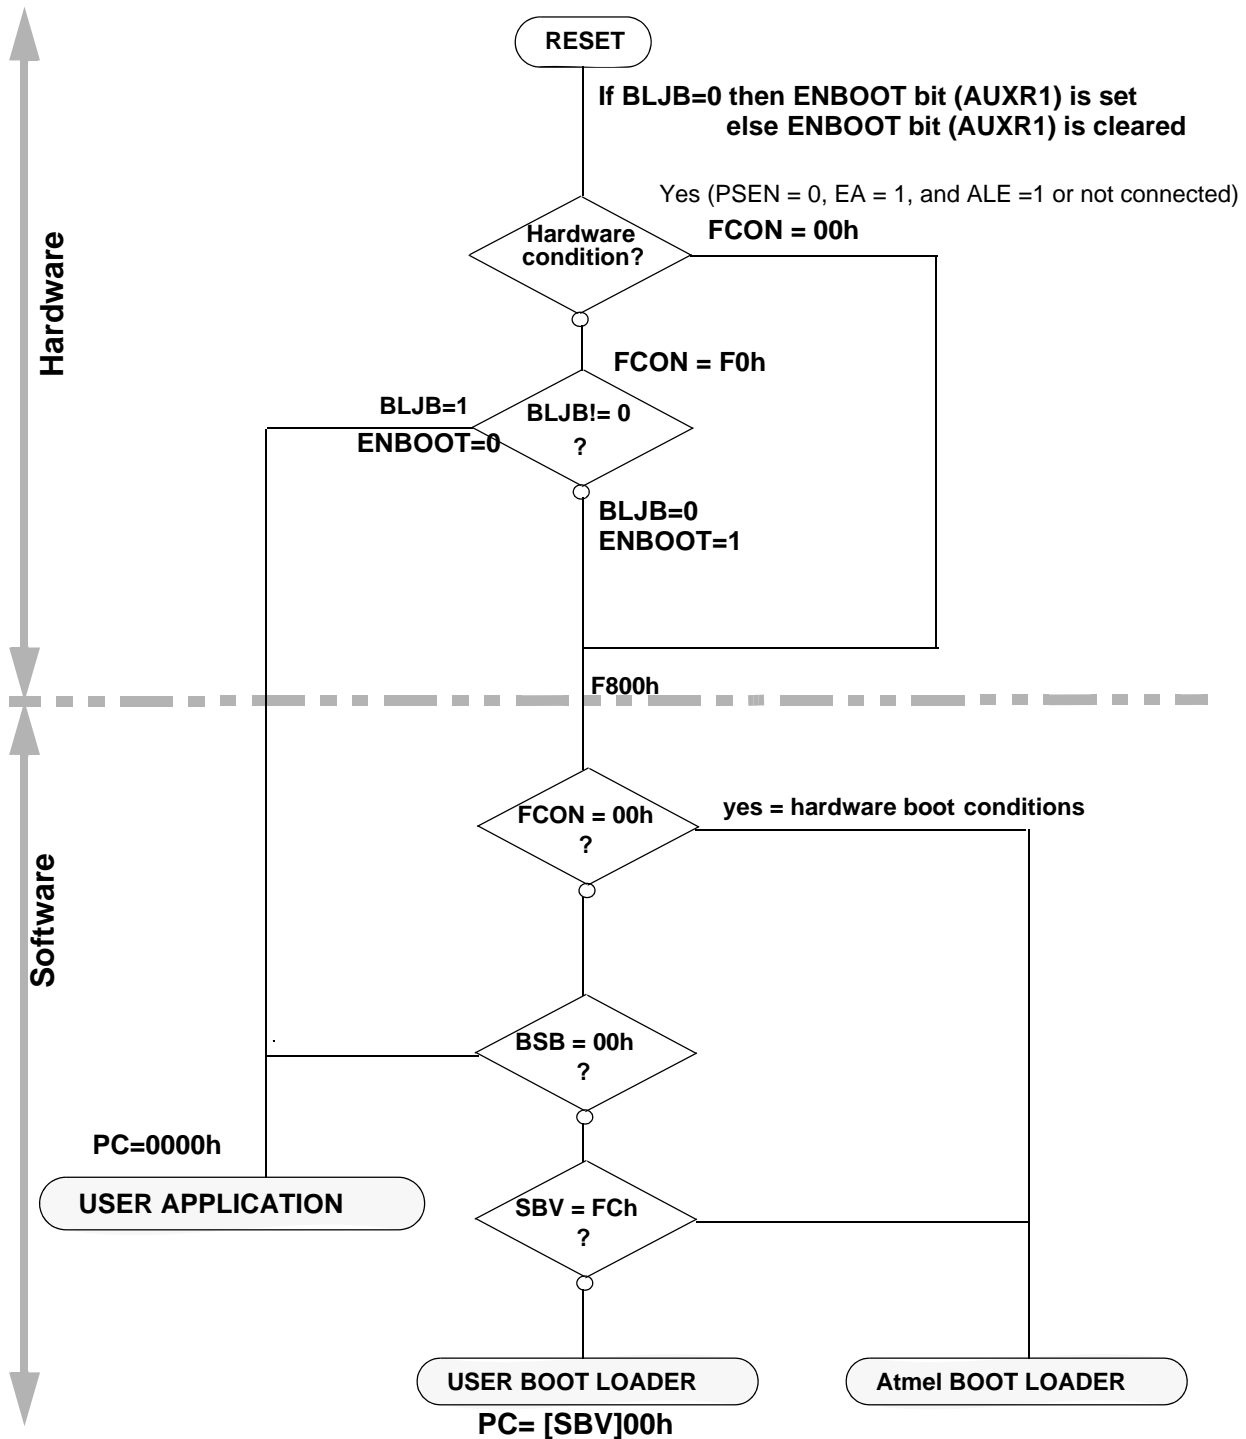 RESET
If BLJB=0 then ENBOOT bit (AUXR1) is set
else ENBOOT bit (AUXR1) is cleared
Yes (PSEN = 0, EA = 1, and ALE =1 or not connected)
FCON = 00h
Hardware
condition?
Hardware
FCON = F0h
BLJB=1
ENBOOT=0
BLJB!= 0
?
BLJB=0
ENBOOT=1
F800h
Software
FCON = 00h
?
yes = hardware boot conditions
BSB = 00h
?
PC=0000h
USER APPLICATION
SBV = FCh
?
USER BOOT LOADER
PC= [SBV]00h
Atmel BOOT LOADER